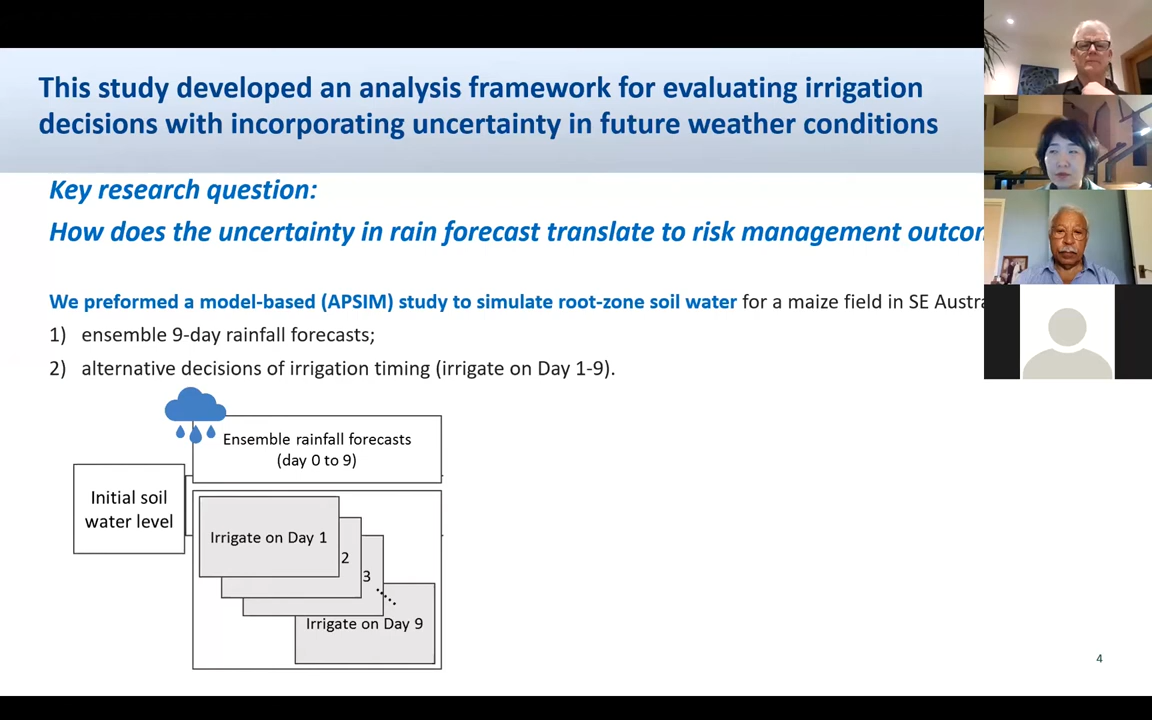 This study developed an analysis framework for evaluating irrigation
decisions with incorporating uncertainty in future weather conditions
Key research question:
How does the uncertainty in rain forecast translate to risk management
We preformed a model-based (APSIM) study to simulate root-zone soil water for a maize field in SE
1) ensemble 9-day rainfall forecasts;
2) alternative decisions of irrigation timing (irrigate on Day 1-9).
Ensemble rainfall forecasts
(day 0 to 9)
Initial soil
water level
Irrigate on Day 1
2
3
Irrigate on Day 9
4